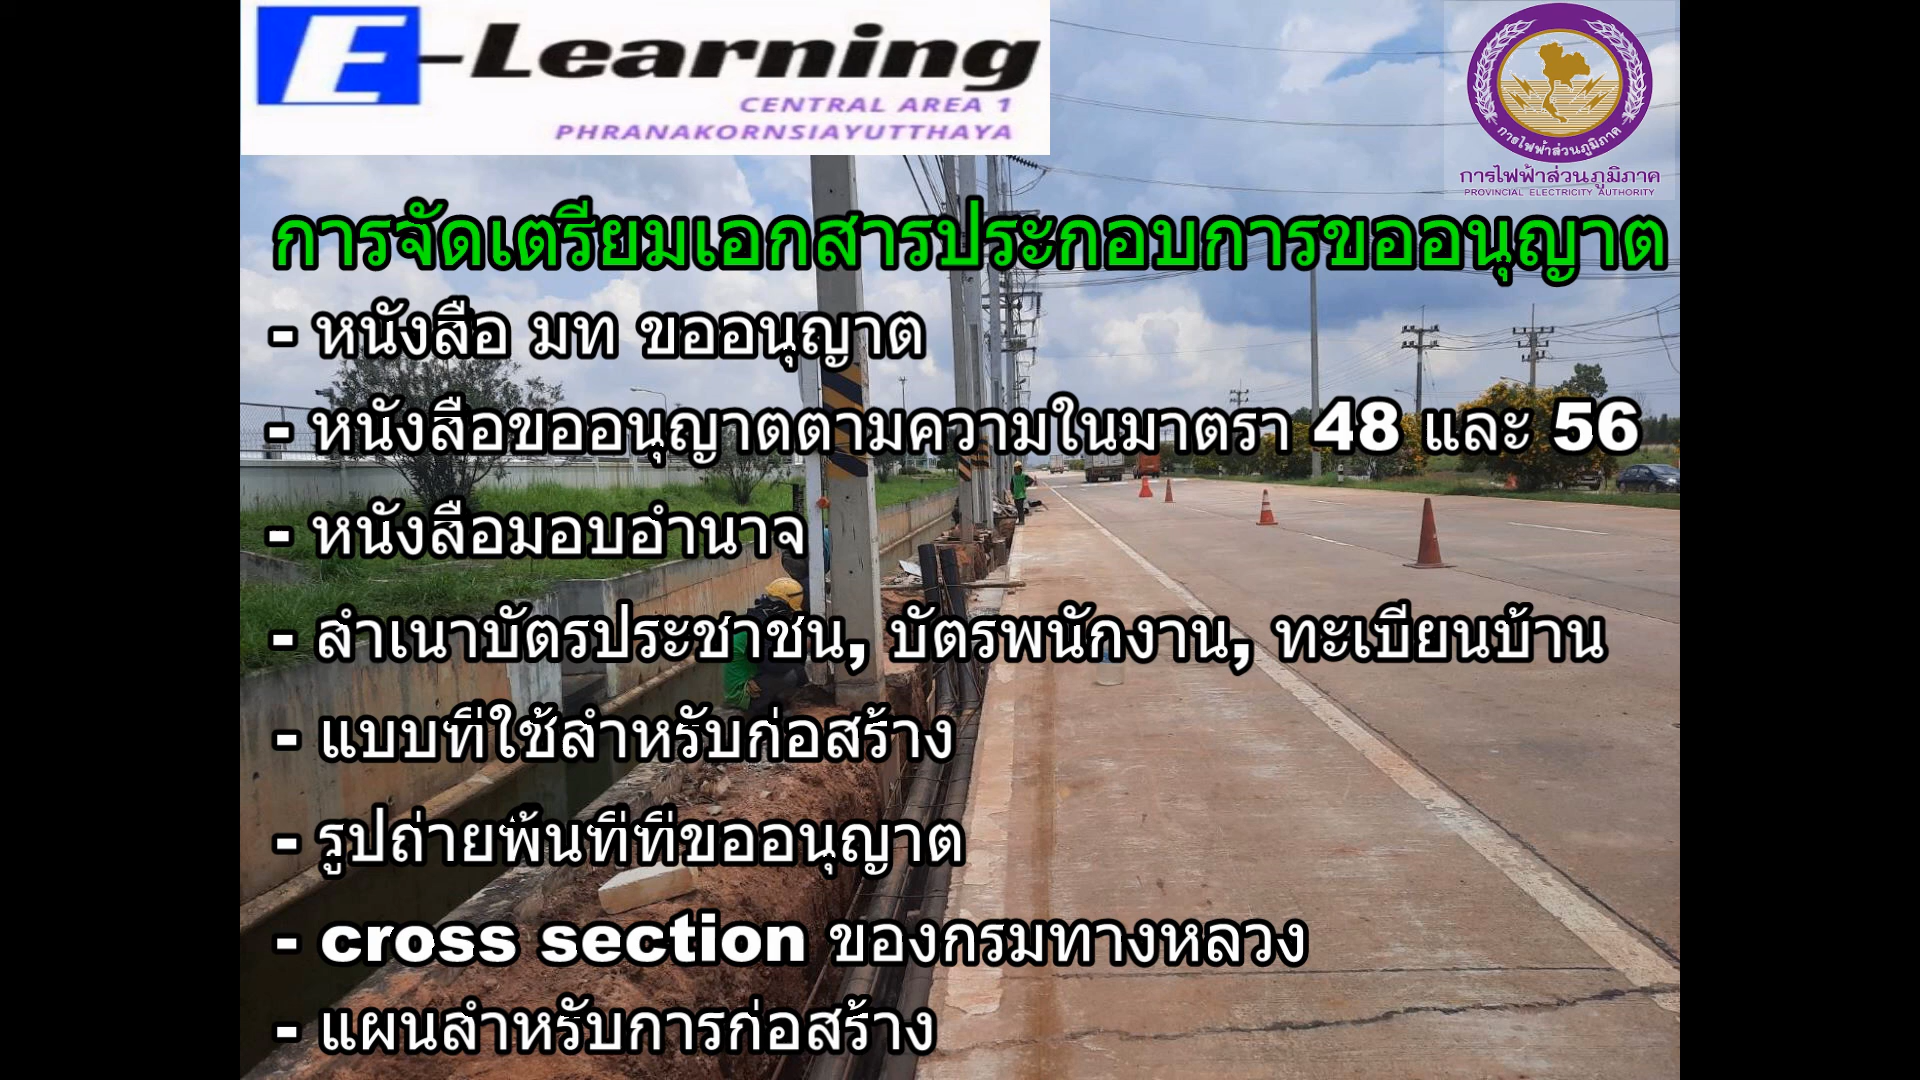 E-Learning
CENTRAL AREA 1
PHRANAKORNSIAYUTTHAYA
การไฟฟ้าส่วนภูมิภาค
การไฟฟ้าส่วนภูมิภาค
PROVINCIAL ELECTRICITY AUTHORITY
การจัดเตรียมเอกสารประกอบการขออนุญาต
- หนังสือ มท ขออนุญาต
- หนังสือขออนุญาตตามความในมาตรา 48 และ 56
- หนังสือมอบอำนาจ
- สำเนาบัตรประชาชน, บัตรพนักงาน, ทะเบียนบ้าน
- แบบที่ใช้สำหรับก่อสร้าง
- รูปถ่ายพื้นที่ที่ขออนุญาต
- cross section ของกรมทางหลวง
- แผนสำหรับการก่อสร้าง